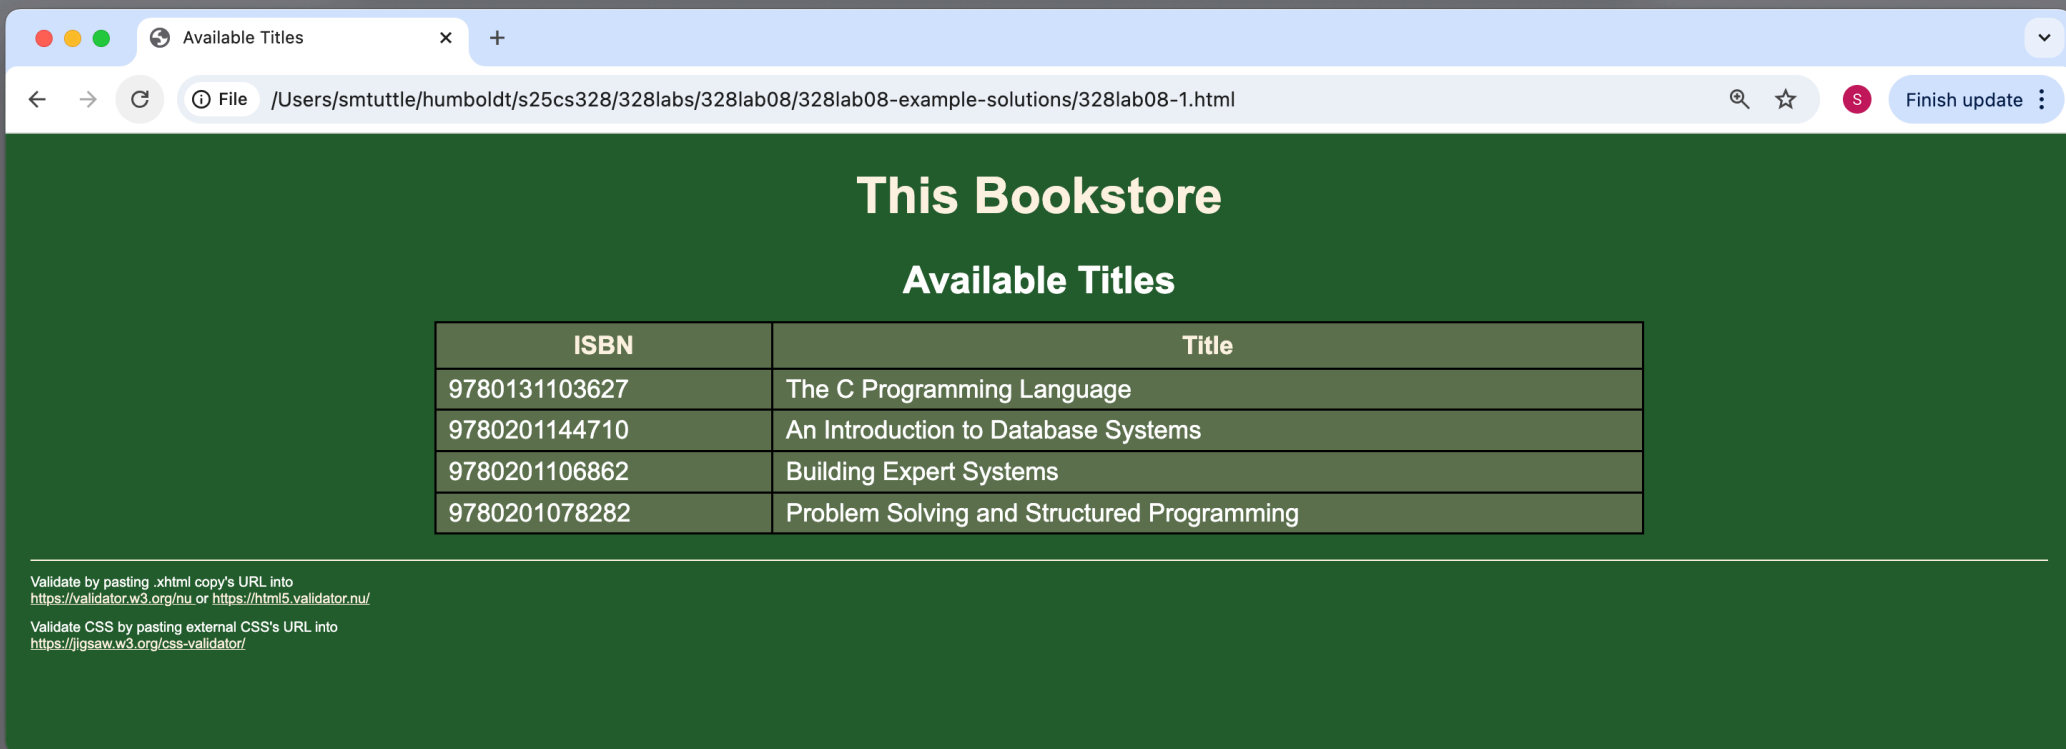 Available Titles
File /Users/smtuttle/humboldt/s25cs328/328labs/328lab08/328lab08-example-solutions/328lab08-1.html S Finish update
This Bookstore
Available Titles
ISBN Title
9780131103627 The C Programming Language
9780201144710 An Introduction to Database Systems
9780201106862 Building Expert Systems
9780201078282 Problem Solving and Structured Programming
Validate by pasting .xhtml copy's URL into
https://validator.w3.org/nu or https://html5.validator.nu/
Validate CSS by pasting external CSS's URL into
https://jigsaw.w3.org/css-validator/